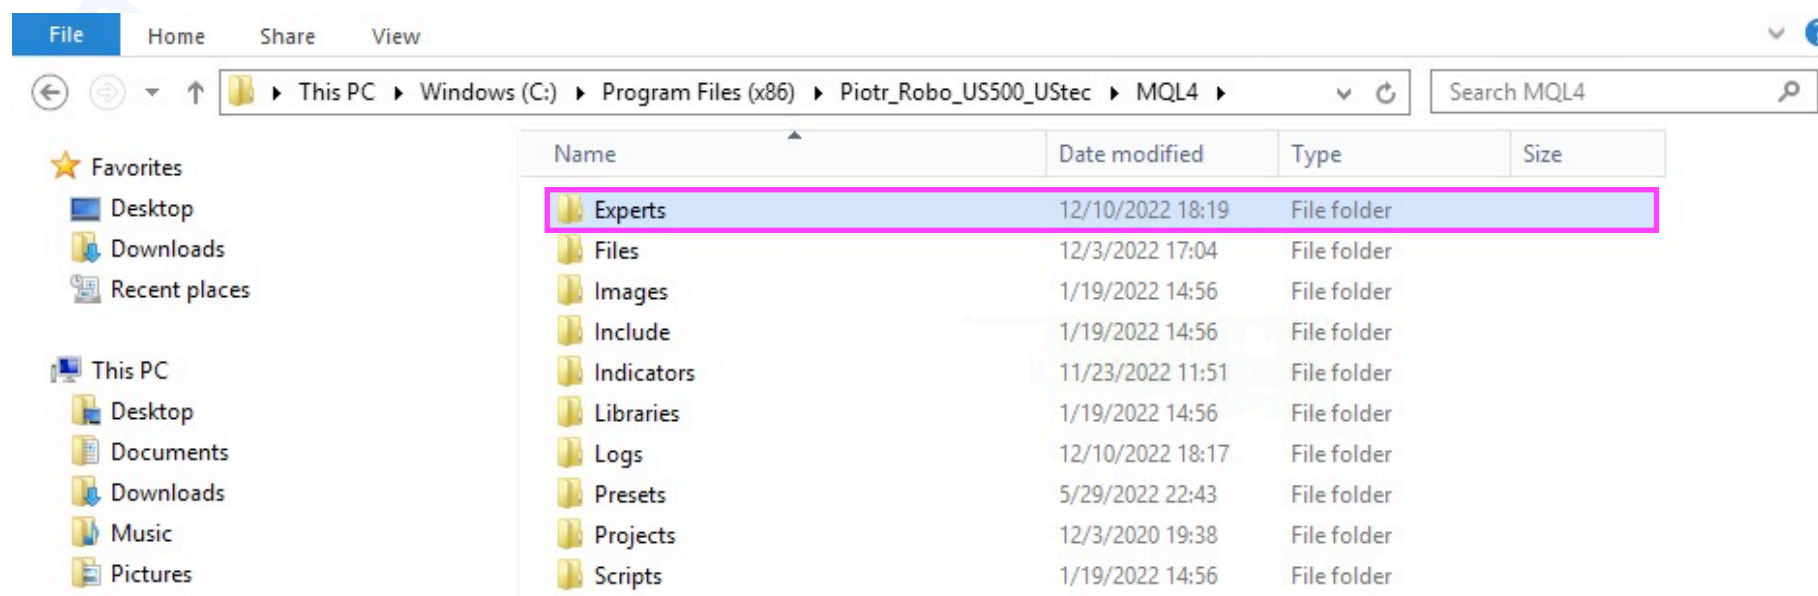 File Home Share View
This PC Windows (C:) Program Files (x86) Piotr_Robo_US500_UStec MQL4 Search MQL4
Name Date modified Type Size
Favorites
Desktop
Downloads
Recent places
This PC
Desktop
Documents
Downloads
Music
Pictures
Experts 12/10/2022 18:19 File folder
Files 12/3/2022 17:04 File folder
Images 1/19/2022 14:56 File folder
Include 1/19/2022 14:56 File folder
Indicators 11/23/2022 11:51 File folder
Libraries 1/19/2022 14:56 File folder
Logs 12/10/2022 18:17 File folder
Presets 5/29/2022 22:43 File folder
Projects 12/3/2020 19:38 File folder
Scripts 1/19/2022 14:56 File folder